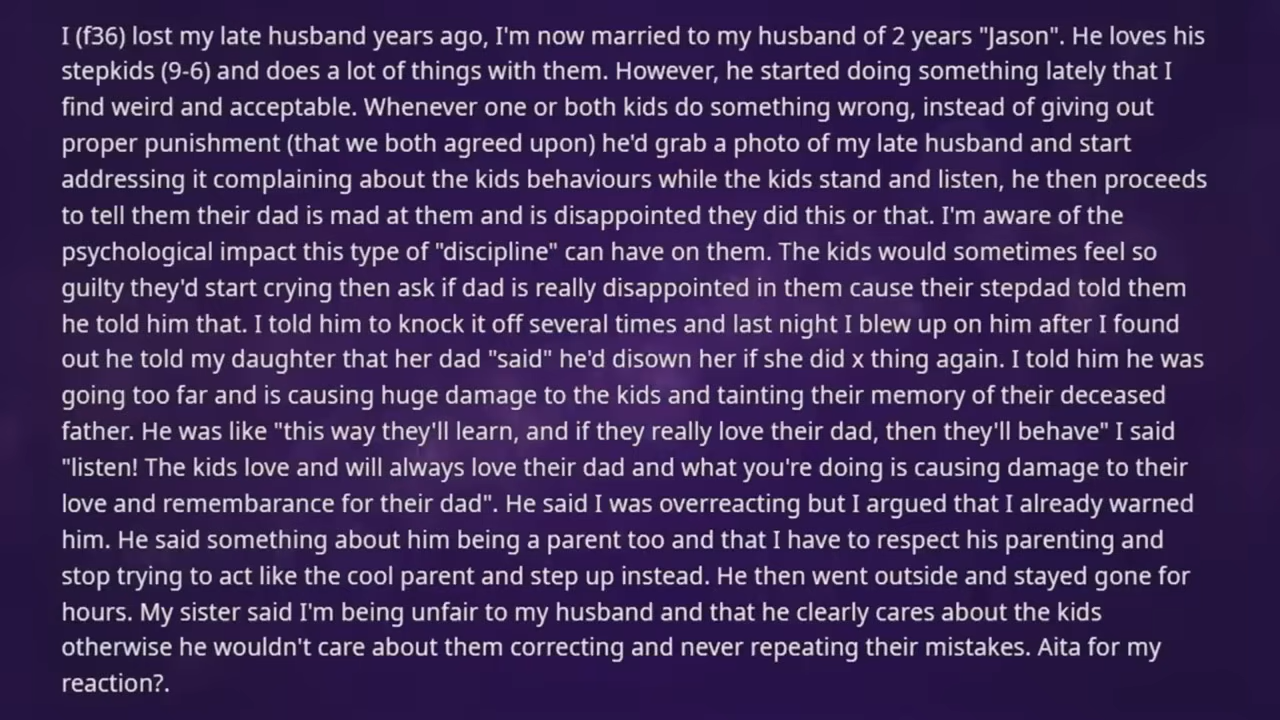 I (f36) lost my late husband years ago, I'm now married to my husband of 2 years "Jason". He loves his
stepkids (9-6) and does a lot of things with them. However, he started doing something lately that I
find weird and acceptable. Whenever one or both kids do something wrong, instead of giving out
proper punishment (that we both agreed upon) he'd grab a photo of my late husband and start
addressing it complaining about the kids behaviours while the kids stand and listen, he then proceeds
to tell them their dad is mad at them and is disappointed they did this or that. I'm aware of the
psychological impact this type of "discipline" can have on them. The kids would sometimes feel so
guilty they'd start crying then ask if dad is really disappointed in them cause their stepdad told them
he told him that. I told him to knock it off several times and last night I blew up on him after I found
out he told my daughter that her dad "said" he'd disown her if she did x thing again. I told him he was
going too far and is causing huge damage to the kids and tainting their memory of their deceased
father. He was like "this way they'll learn, and if they really love their dad, then they'll behave" I said
"listen! The kids love and will always love their dad and what you're doing is causing damage to their
love and remembarance for their dad". He said I was overreacting but I argued that I already warned
him. He said something about him being a parent too and that I have to respect his parenting and
stop trying to act like the cool parent and step up instead. He then went outside and stayed gone for
hours. My sister said I'm being unfair to my husband and that he clearly cares about the kids
otherwise he wouldn't care about them correcting and never repeating their mistakes. Aita for my
reaction?.